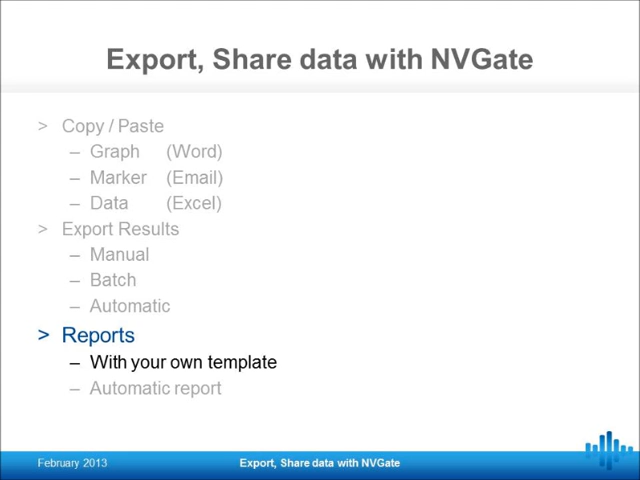 Export, Share data with NVGate
> Copy / Paste
– Graph (Word)
– Marker (Email)
– Data (Excel)
> Export Results
– Manual
– Batch
– Automatic
> Reports
– With your own template
– Automatic report
February 2013
Export, Share data with NVGate